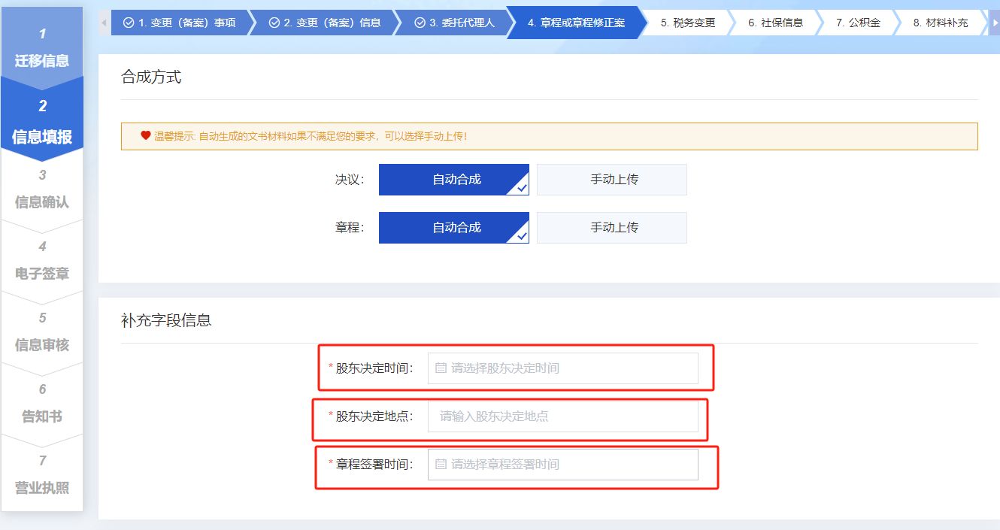 1
迁移信息
2
信息填报
3
信息确认
4
电子签章
5
信息审核
6
告知书
7
营业执照
1. 变更（备案）事项
2. 变更（备案）信息
3. 委托代理人
4. 章程或章程修正案
5. 税务变更
6. 社保信息
7. 公积金
8. 材料补充
合成方式
温馨提示: 自动生成的文书材料如果不满足您的要求，可以选择手动上传！
决议： 自动合成 手动上传
章程： 自动合成 手动上传
补充字段信息
* 股东决定时间： 请选择股东决定时间
* 股东决定地点： 请输入股东决定地点
* 章程签署时间： 请选择章程签署时间